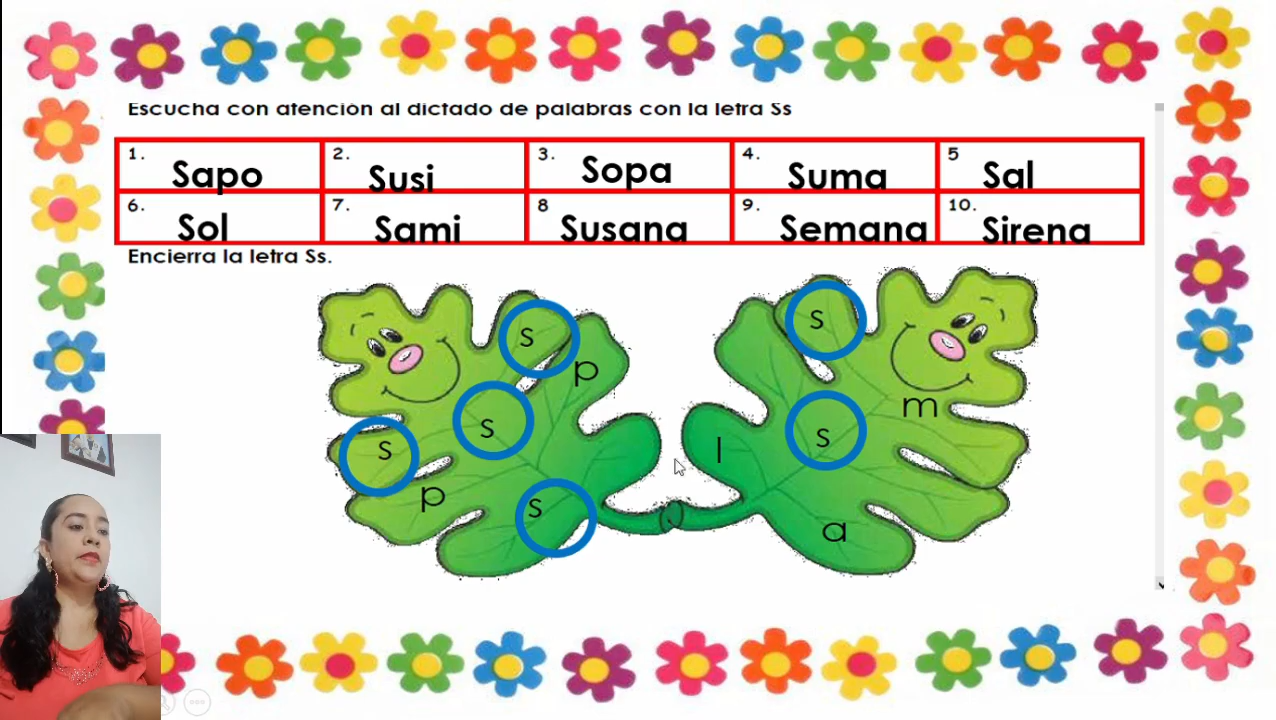 Escucha con atención al dictado de palabras con la letra Ss
1. Sapo 2. Susi 3. Sopa 4. Suma 5 Sal
6. Sol 7. Sami 8 Susana 9. Semana 10. Sirena
Encierra la letra Ss.
s s
s p m
s s l s
p s a